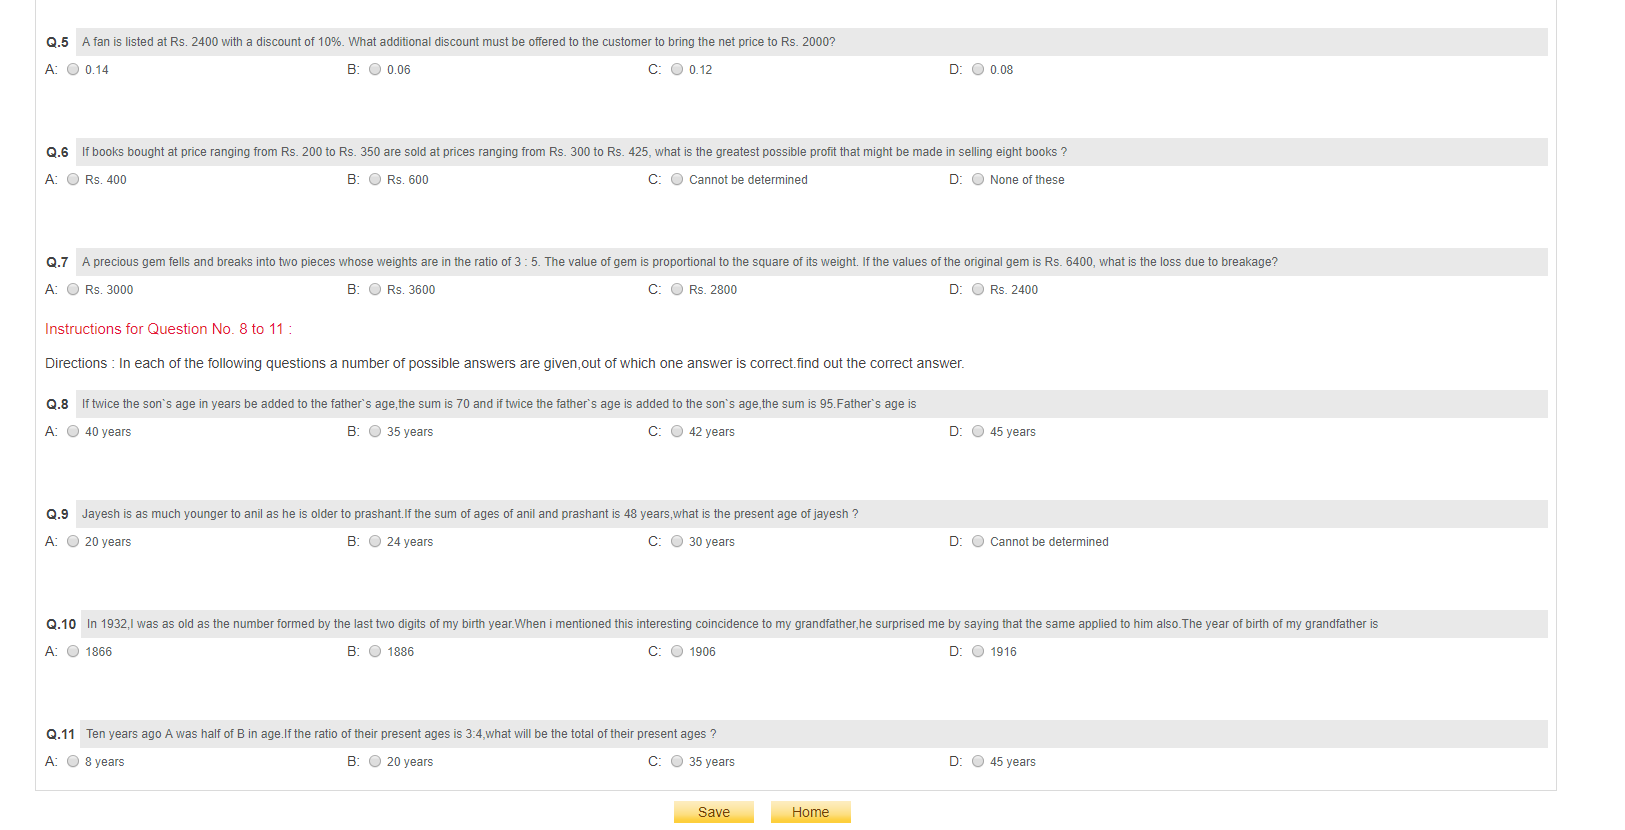 Q.5 A fan is listed at Rs. 2400 with a discount of 10%. What additional discount must be offered to the customer to bring the net price to Rs. 2000?
A: 0.14 B: 0.06 C: 0.12 D: 0.08
Q.6 If books bought at price ranging from Rs. 200 to Rs. 350 are sold at prices ranging from Rs. 300 to Rs. 425, what is the greatest possible profit that might be made in selling eight books ?
A: Rs. 400 B: Rs. 600 C: Cannot be determined D: None of these
Q.7 A precious gem fells and breaks into two pieces whose weights are in the ratio of 3 : 5. The value of gem is proportional to the square of its weight. If the values of the original gem is Rs. 6400, what is the loss due to breakage?
A: Rs. 3000 B: Rs. 3600 C: Rs. 2800 D: Rs. 2400
Instructions for Question No. 8 to 11 :
Directions : In each of the following questions a number of possible answers are given,out of which one answer is correct.find out the correct answer.
Q.8 If twice the son`s age in years be added to the father`s age,the sum is 70 and if twice the father`s age is added to the son`s age,the sum is 95.Father`s age is
A: 40 years B: 35 years C: 42 years D: 45 years
Q.9 Jayesh is as much younger to anil as he is older to prashant.If the sum of ages of anil and prashant is 48 years,what is the present age of jayesh ?
A: 20 years B: 24 years C: 30 years D: Cannot be determined
Q.10 In 1932,I was as old as the number formed by the last two digits of my birth year.When i mentioned this interesting coincidence to my grandfather,he surprised me by saying that the same applied to him also.The year of birth of my grandfather is
A: 1866 B: 1886 C: 1906 D: 1916
Q.11 Ten years ago A was half of B in age.If the ratio of their present ages is 3:4,what will be the total of their present ages ?
A: 8 years B: 20 years C: 35 years D: 45 years
Save Home